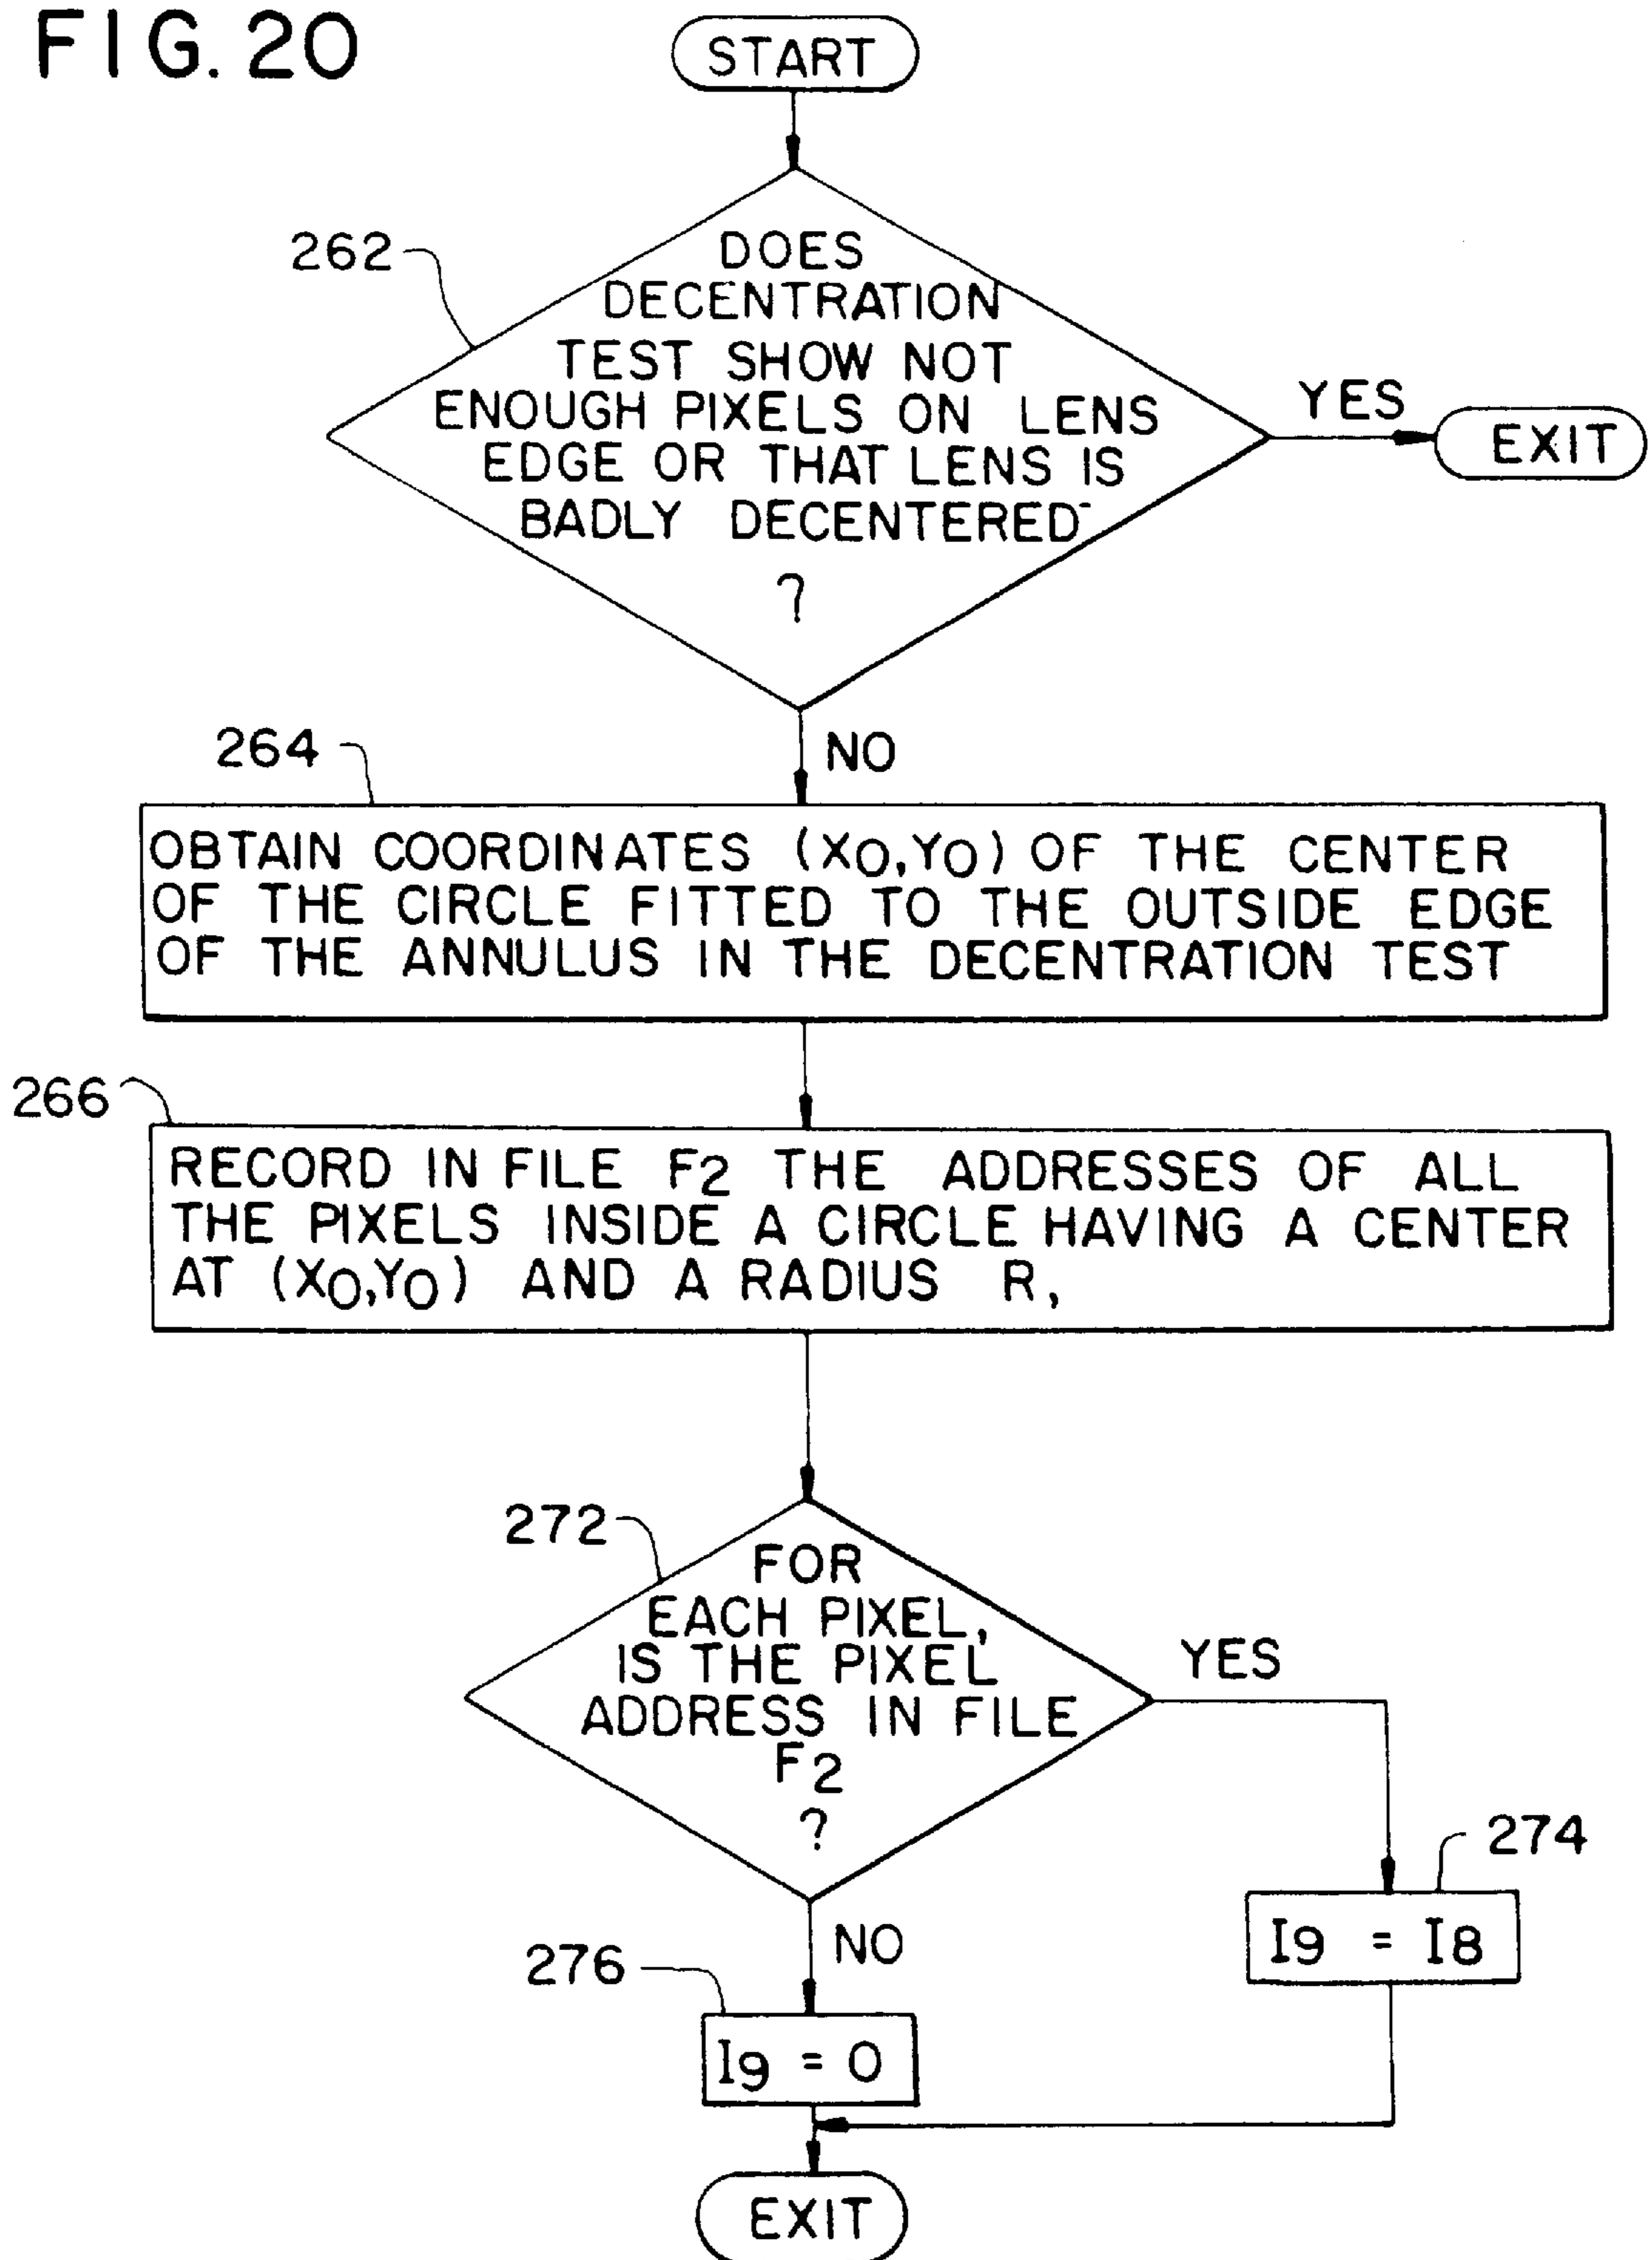 FIG. 20
START
262
DOES
DECENTRATION
TEST SHOW NOT
ENOUGH PIXELS ON LENS
EDGE OR THAT LENS IS
BADLY DECENTERED
?
YES
EXIT
NO
264
OBTAIN COORDINATES (XO,YO) OF THE CENTER
OF THE CIRCLE FITTED TO THE OUTSIDE EDGE
OF THE ANNULUS IN THE DECENTRATION TEST
266
RECORD IN FILE F2 THE ADDRESSES OF ALL
THE PIXELS INSIDE A CIRCLE HAVING A CENTER
AT (XO,YO) AND A RADIUS R,
272
FOR
EACH PIXEL,
IS THE PIXEL
ADDRESS IN FILE
F2
?
YES
274
I9 = I8
NO
276
I9 = 0
EXIT